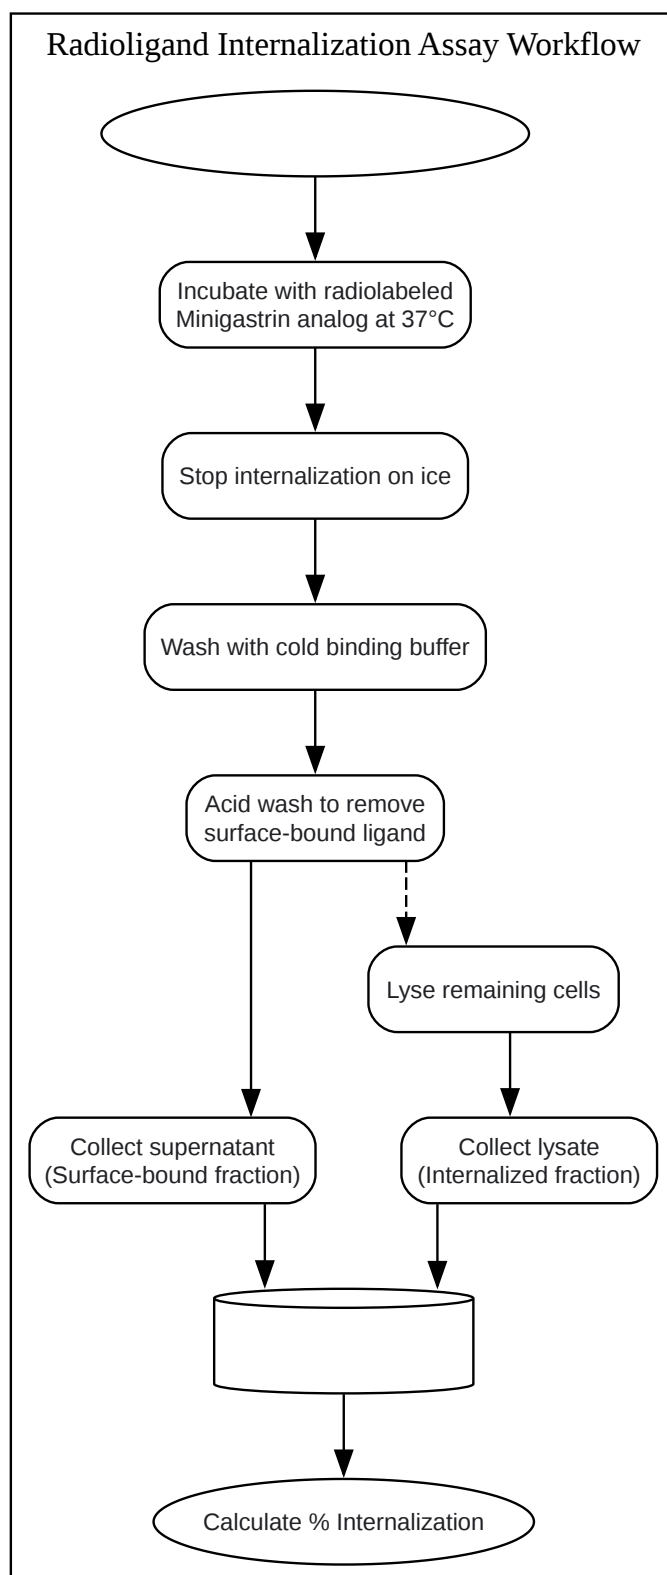 Radioligand Internalization Assay Workflow
Incubate with radiolabeled
Minigastrin analog at 37°C
Stop internalization on ice
Wash with cold binding buffer
Acid wash to remove
surface-bound ligand
Lyse remaining cells
Collect supernatant
(Surface-bound fraction)
Collect lysate
(Internalized fraction)
Calculate % Internalization